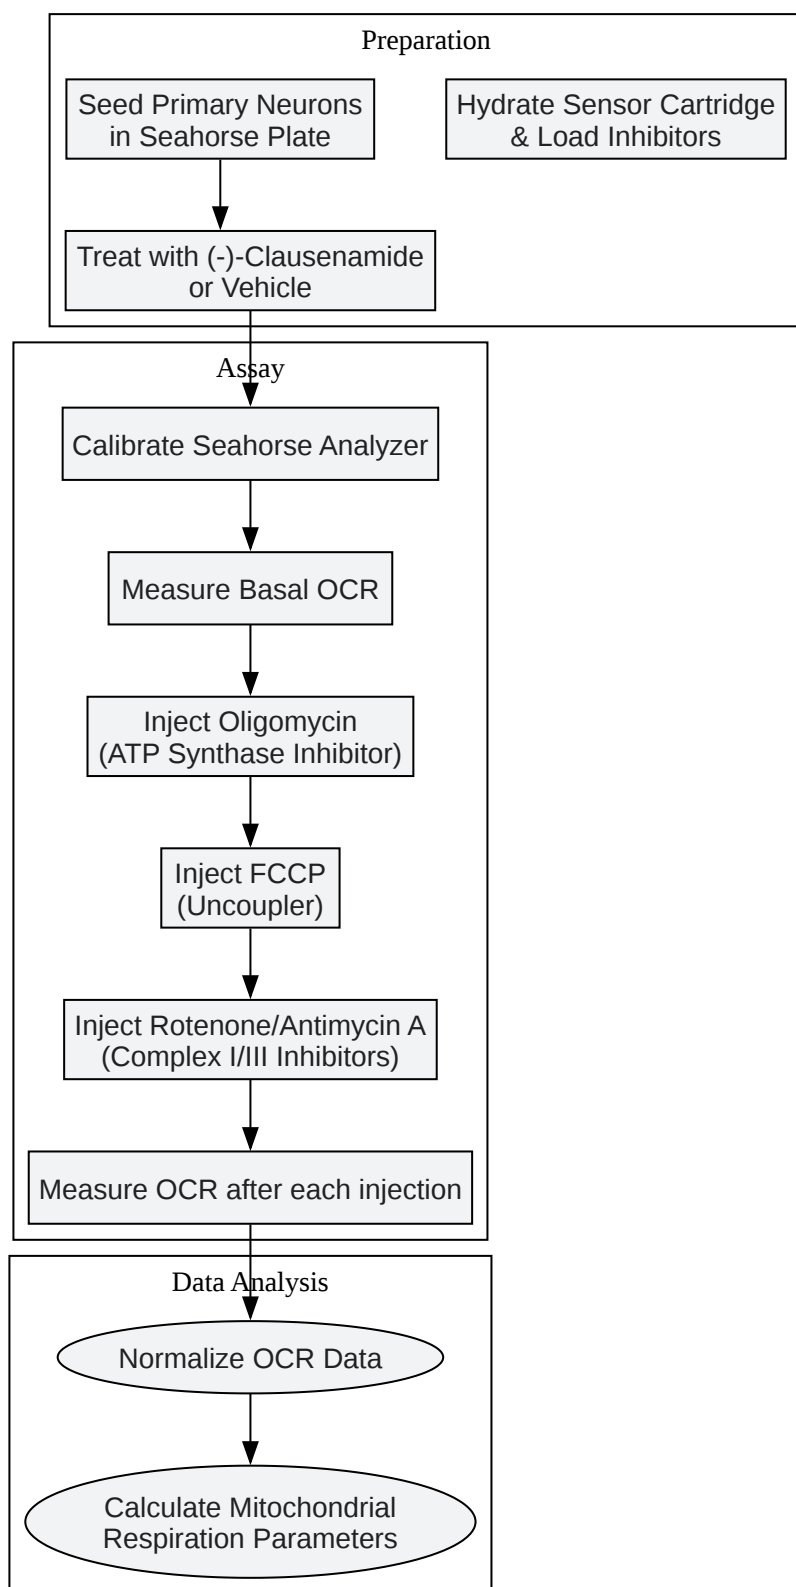 Preparation
Seed Primary Neurons
in Seahorse Plate
Hydrate Sensor Cartridge
& Load Inhibitors
Treat with (-)-Clausenamide
or Vehicle
Assay
Calibrate Seahorse Analyzer
Measure Basal OCR
Inject Oligomycin
(ATP Synthase Inhibitor)
Inject FCCP
(Uncoupler)
Inject Rotenone/Antimycin A
(Complex I/III Inhibitors)
Measure OCR after each injection
Data Analysis
Normalize OCR Data
Calculate Mitochondrial
Respiration Parameters